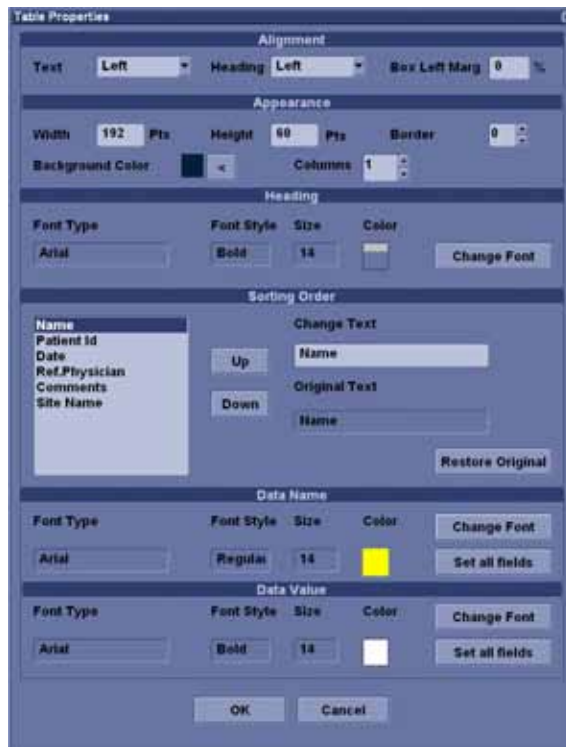 Table Properties
Alignment
Text Left Heading Left Box Left Marg 0 %
Appearance
Width 192 Pts Height 60 Pts Border 0
Background Color < Columns 1
Heading
Font Type Font Style Size Color
Arial Bold 14 Change Font
Sorting Order
Name
Patient Id
Date
Ref.Physician
Comments
Site Name
Up
Down
Change Text
Name
Original Text
Name
Restore Original
Data Name
Font Type Font Style Size Color Change Font
Arial Regular 14 Set all fields
Data Value
Font Type Font Style Size Color Change Font
Arial Bold 14 Set all fields
OK Cancel